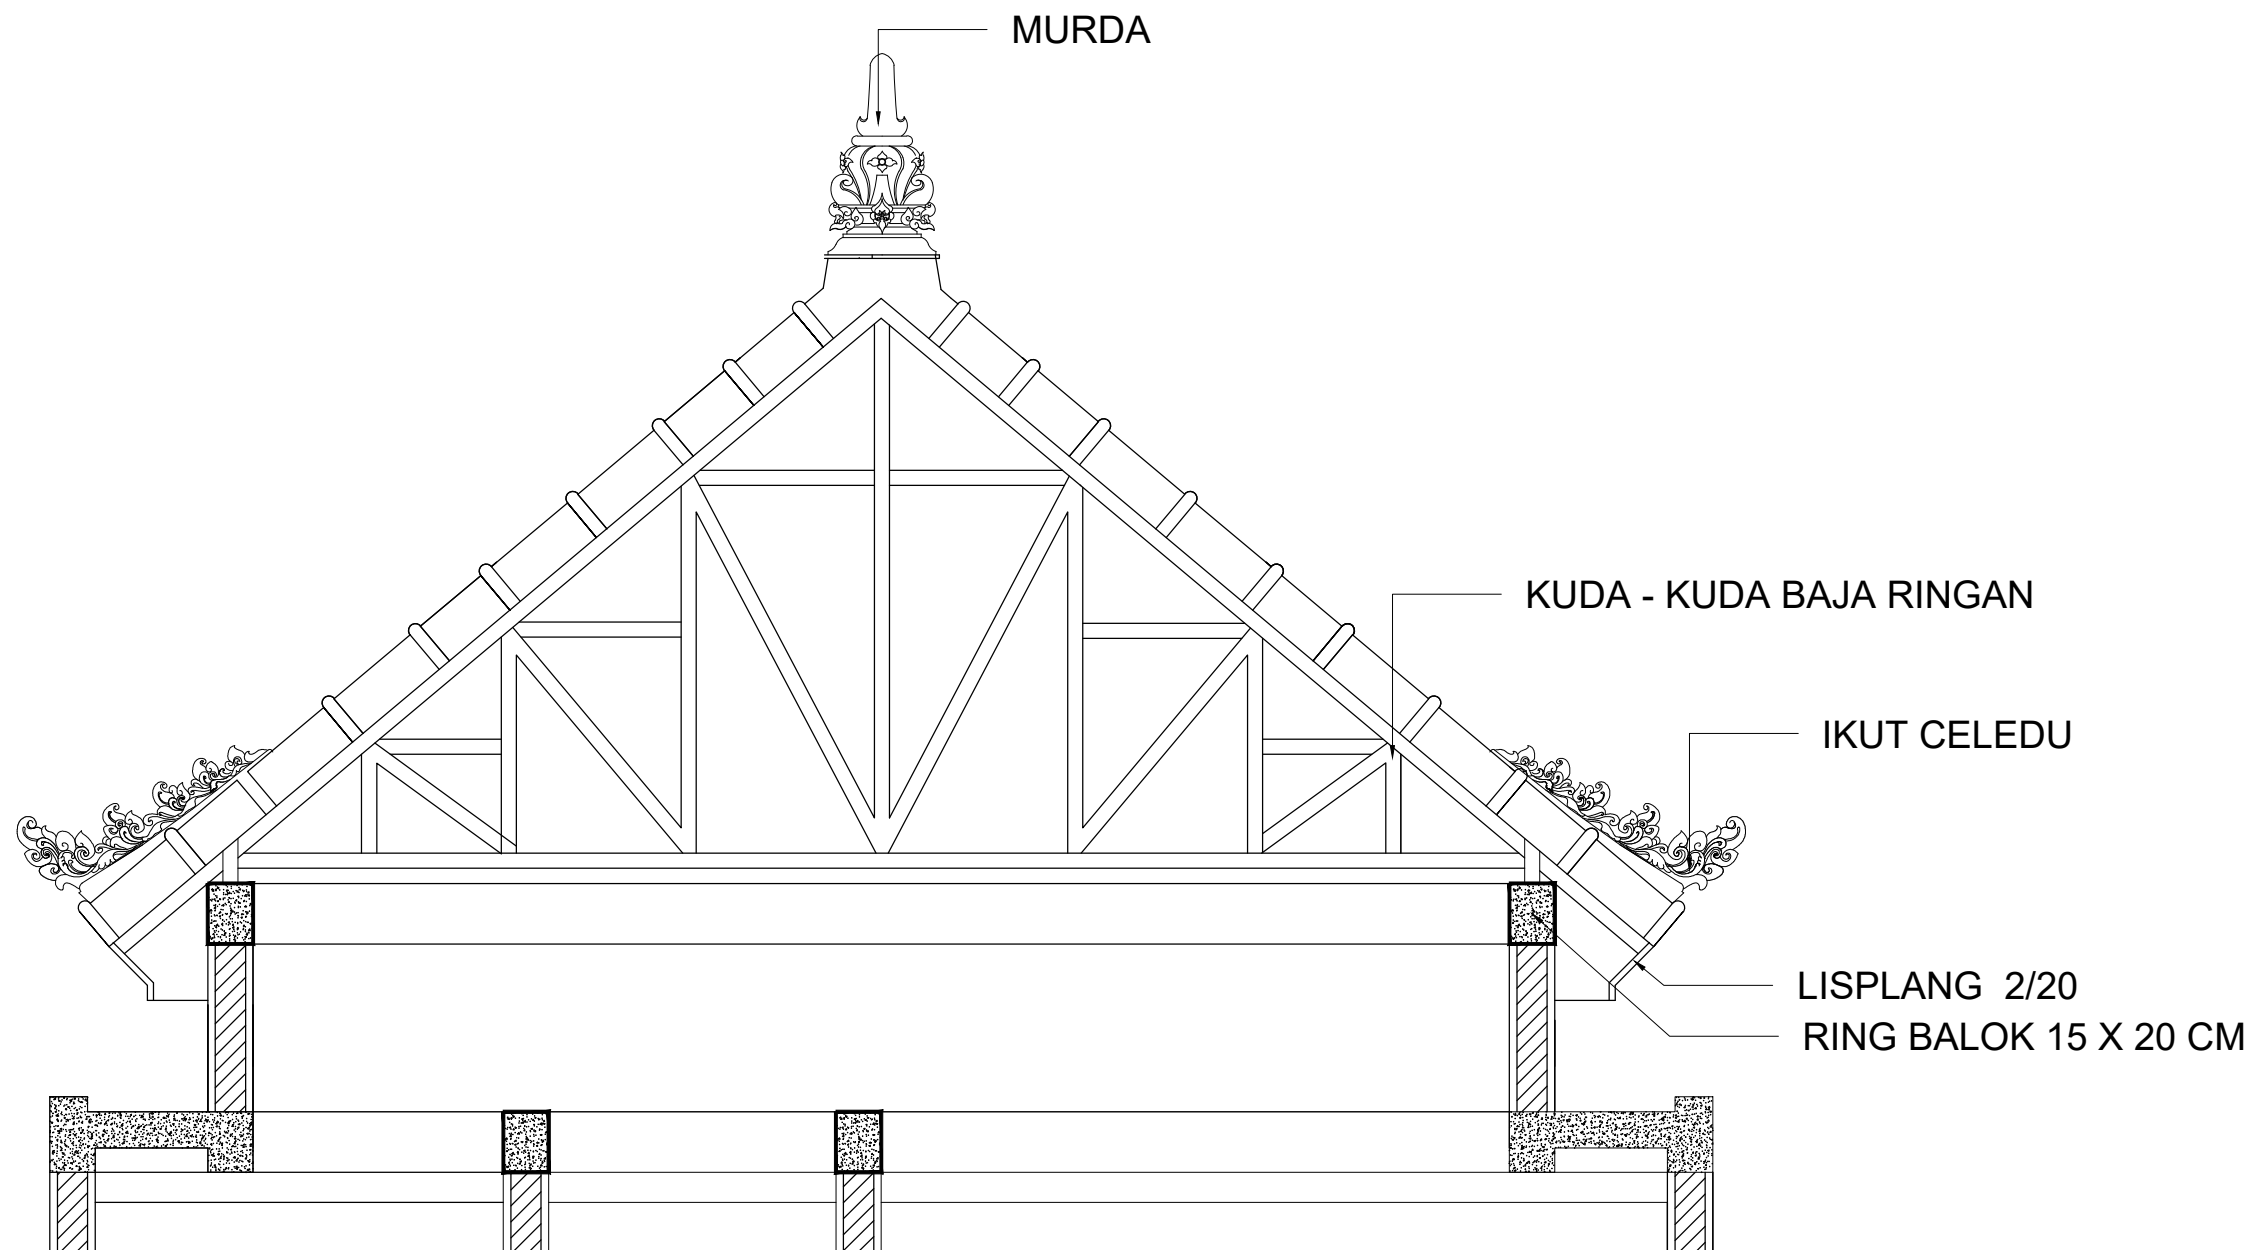 MURDA
KUDA - KUDA BAJA RINGAN
IKUT CELEDU
LISPLANG 2/20
RING BALOK 15 X 20 CM